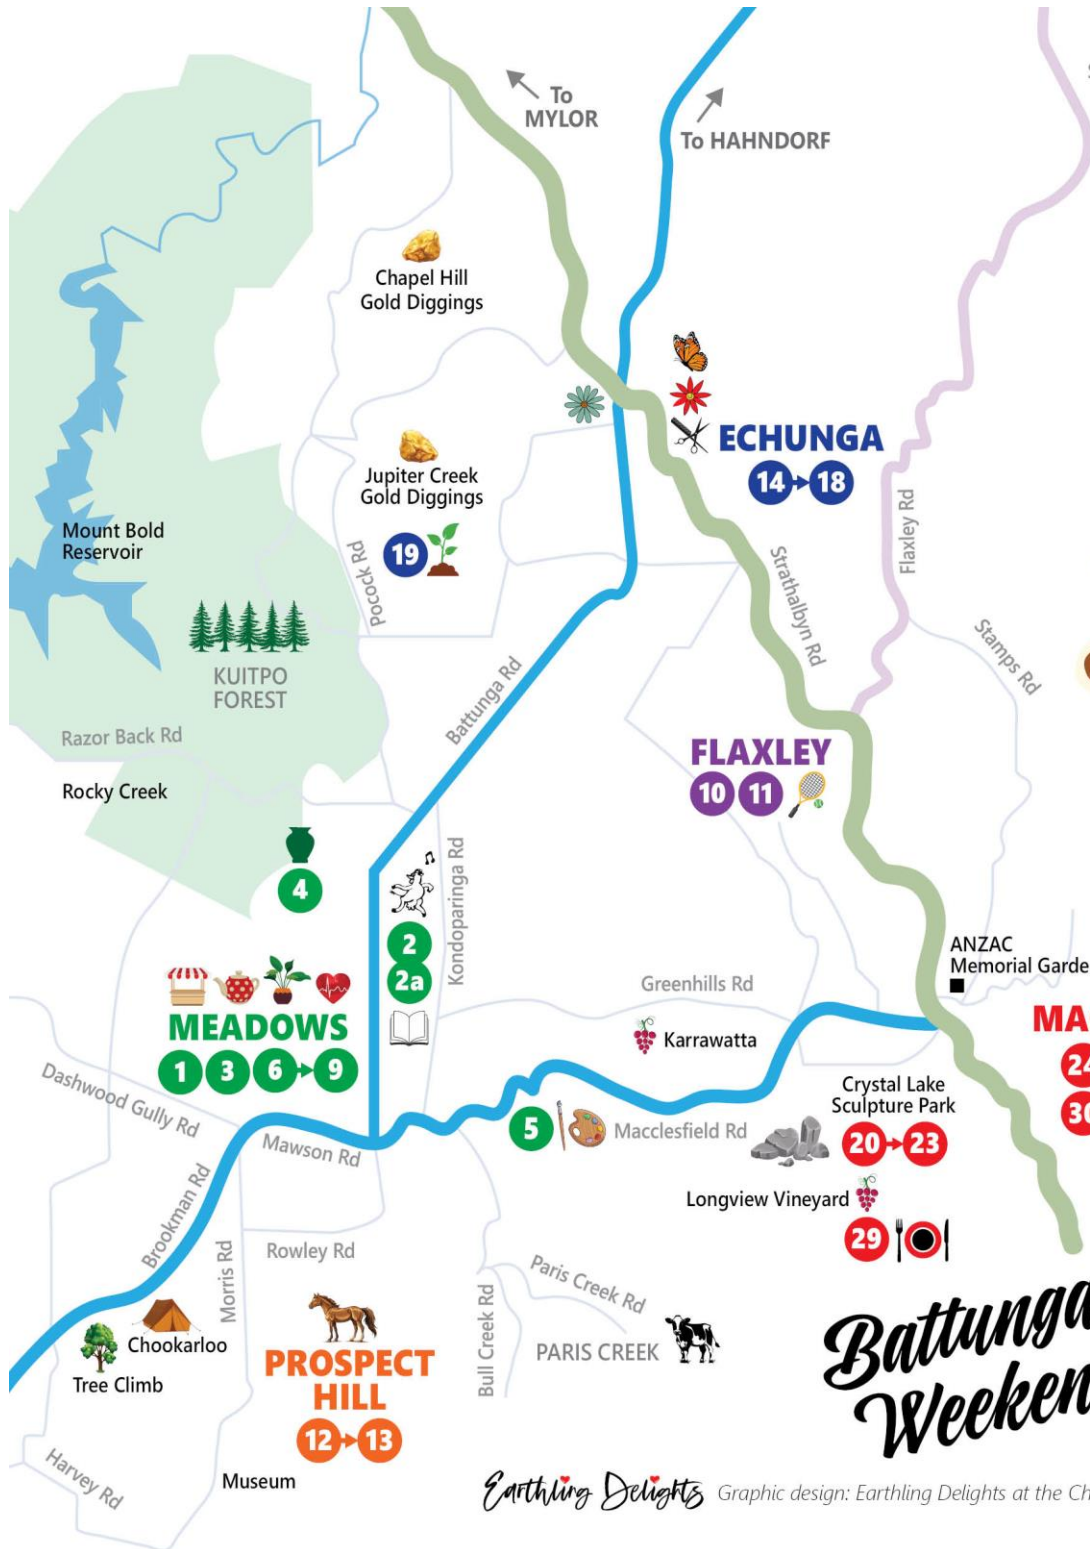 To
MYLOR
To HAHNDORF
Chapel Hill
Gold Diggings
ECHUNGA
14 18
Jupiter Creek
Gold Diggings
19
Mount Bold
Reservoir
Pocock Rd
Flaxley Rd
Strathalbyn Rd
Stamps Rd
KUITPO
FOREST
Battunga Rd
Razor Back Rd
Rocky Creek
FLAXLEY
10 11
4
Kondoparinga Rd
2
2a
ANZAC
Memorial Garde
Greenhills Rd
MEADOWS
1 3 6 9
Karrawatta
MA
24
30
Dashwood Gully Rd
Mawson Rd
5
Macclesfield Rd
Crystal Lake
Sculpture Park
20 23
Longview Vineyard
29
Brookman Rd
Morris Rd
Rowley Rd
Bull Creek Rd
Paris Creek Rd
PARIS CREEK
Chookarloo
Tree Climb
PROSPECT
HILL
12 13
Battunga
Weeken
Harvey Rd
Museum
Earthling Delights Graphic design: Earthling Delights at the Ch